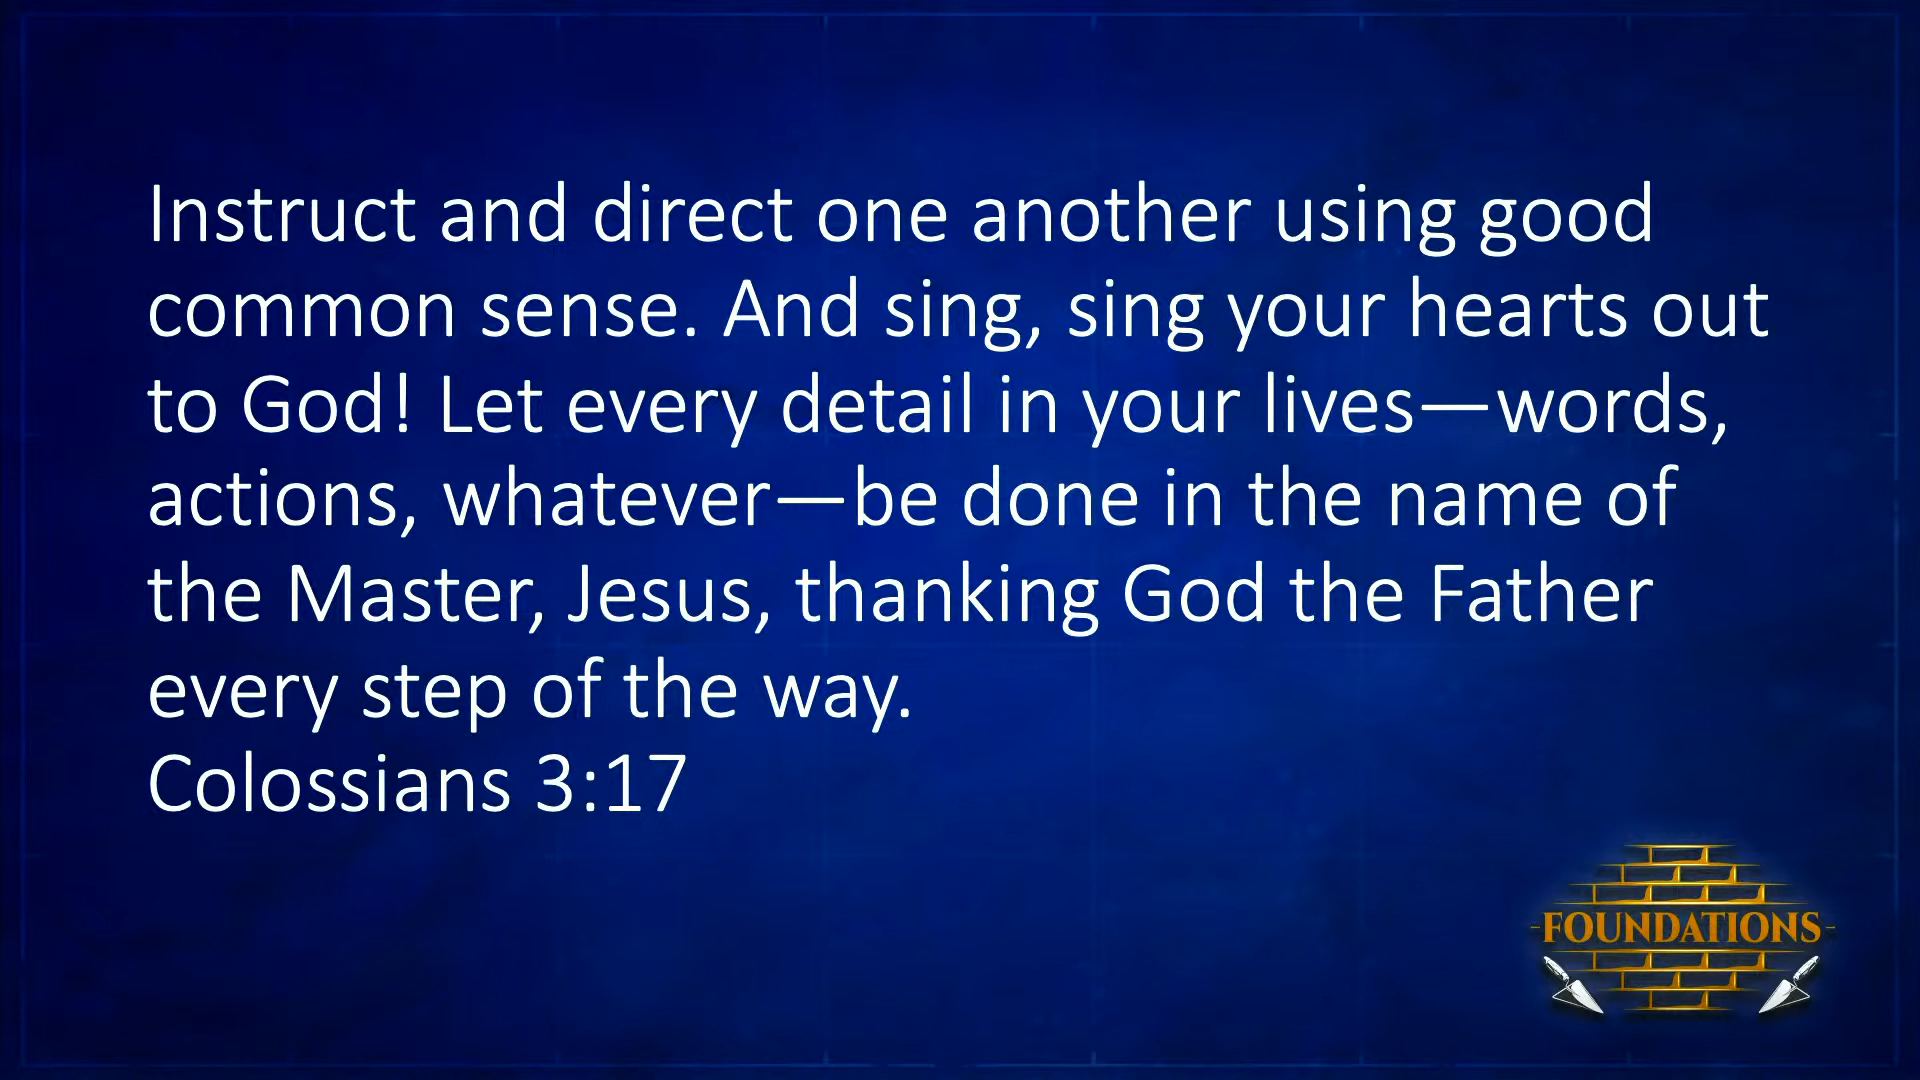 Instruct and direct one another using good
common sense. And sing, sing your hearts out
to God! Let every detail in your lives—words,
actions, whatever—be done in the name of
the Master, Jesus, thanking God the Father
every step of the way.
Colossians 3:17
FOUNDATIONS